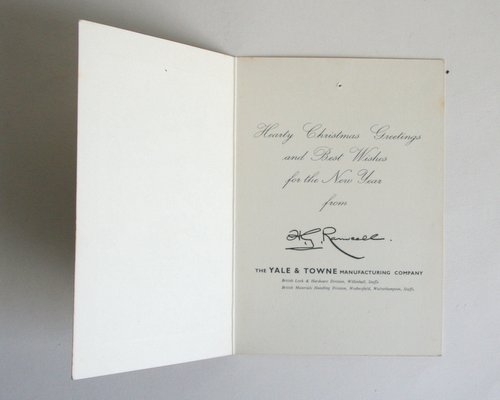 Hearty Christmas Greetings
and Best Wishes
for the New Year
from
THE YALE & TOWNE MANUFACTURING COMPANY
British Lock & Hardware Division, Willenhall, Staffs.
British Materials Handling Division, Wednesfield, Wolverhampton, Staffs.